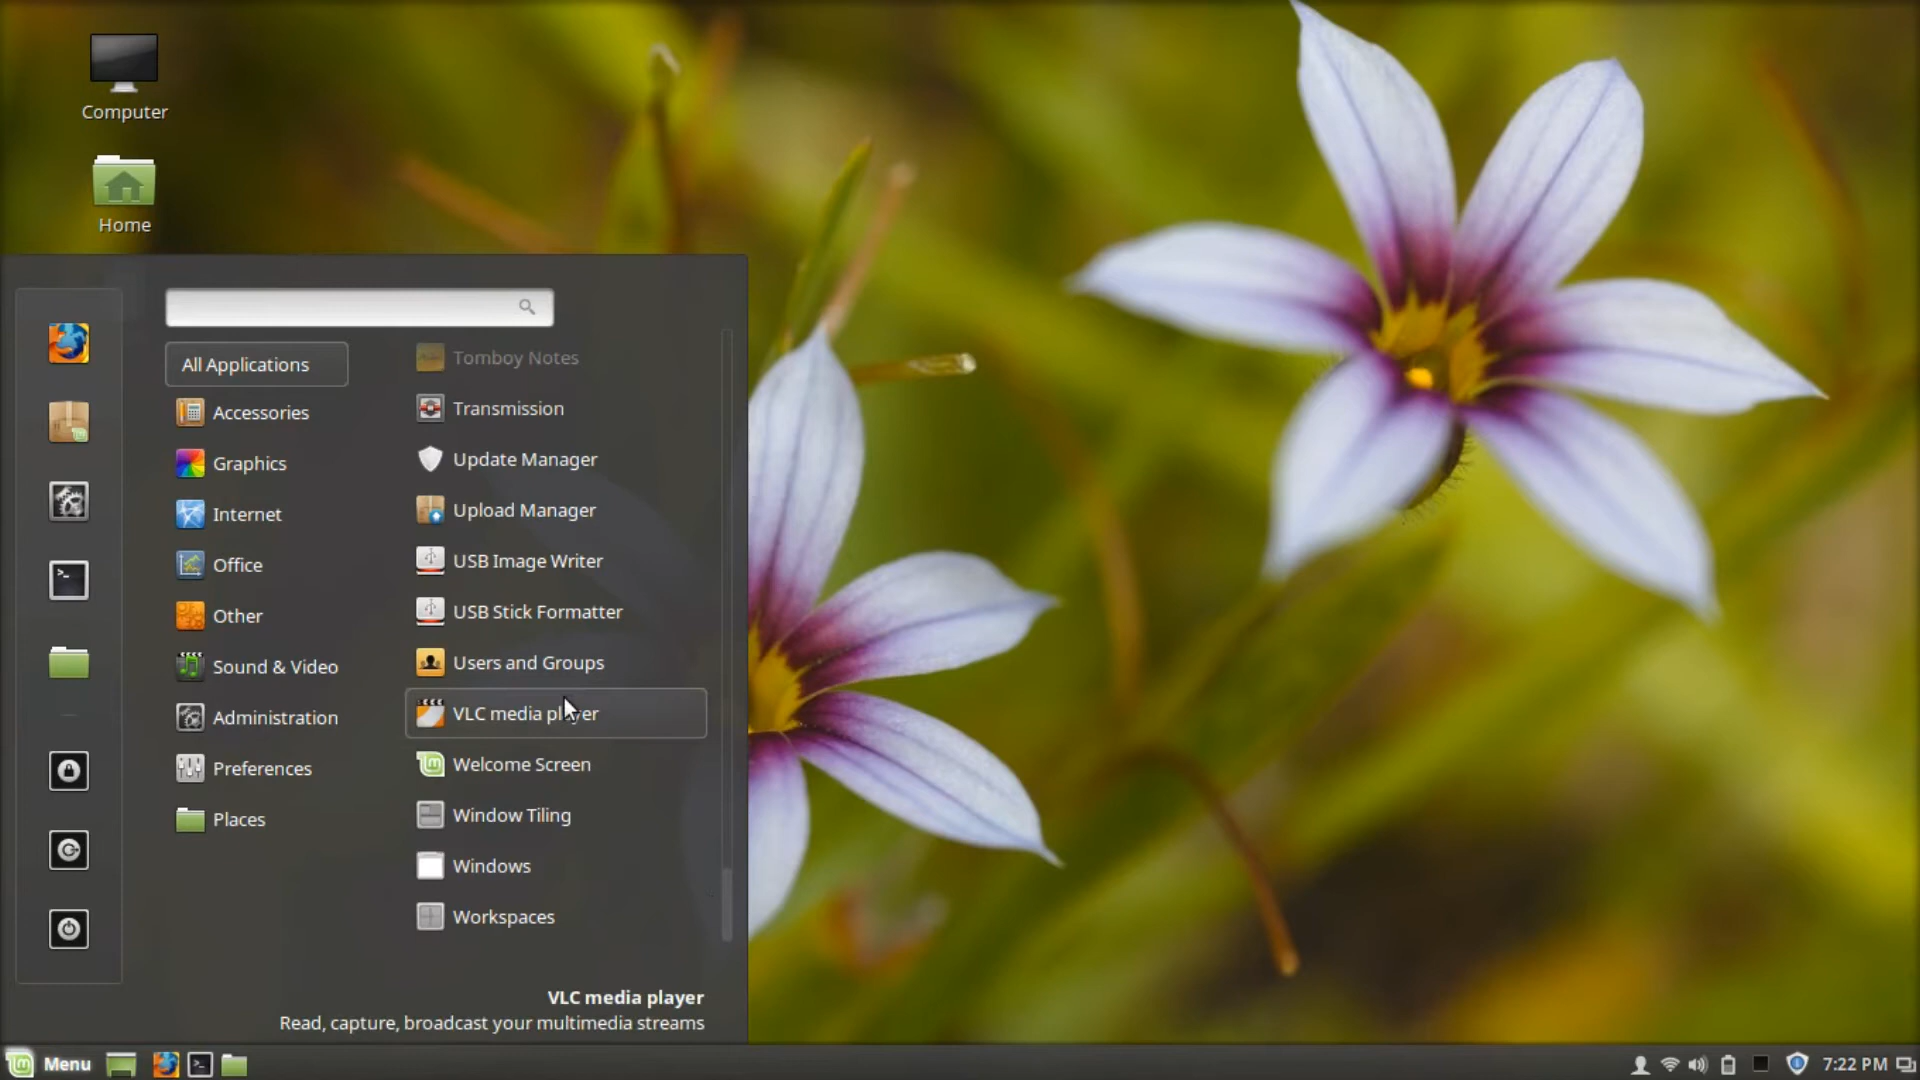 Computer
Home
All Applications
Accessories
Graphics
Internet
Office
Other
Sound & Video
Administration
Preferences
Places
Tomboy Notes
Transmission
Update Manager
Upload Manager
USB Image Writer
USB Stick Formatter
Users and Groups
VLC media player
Welcome Screen
Window Tiling
Windows
Workspaces
VLC media player
Read, capture, broadcast your multimedia streams
Menu
7:22 PM